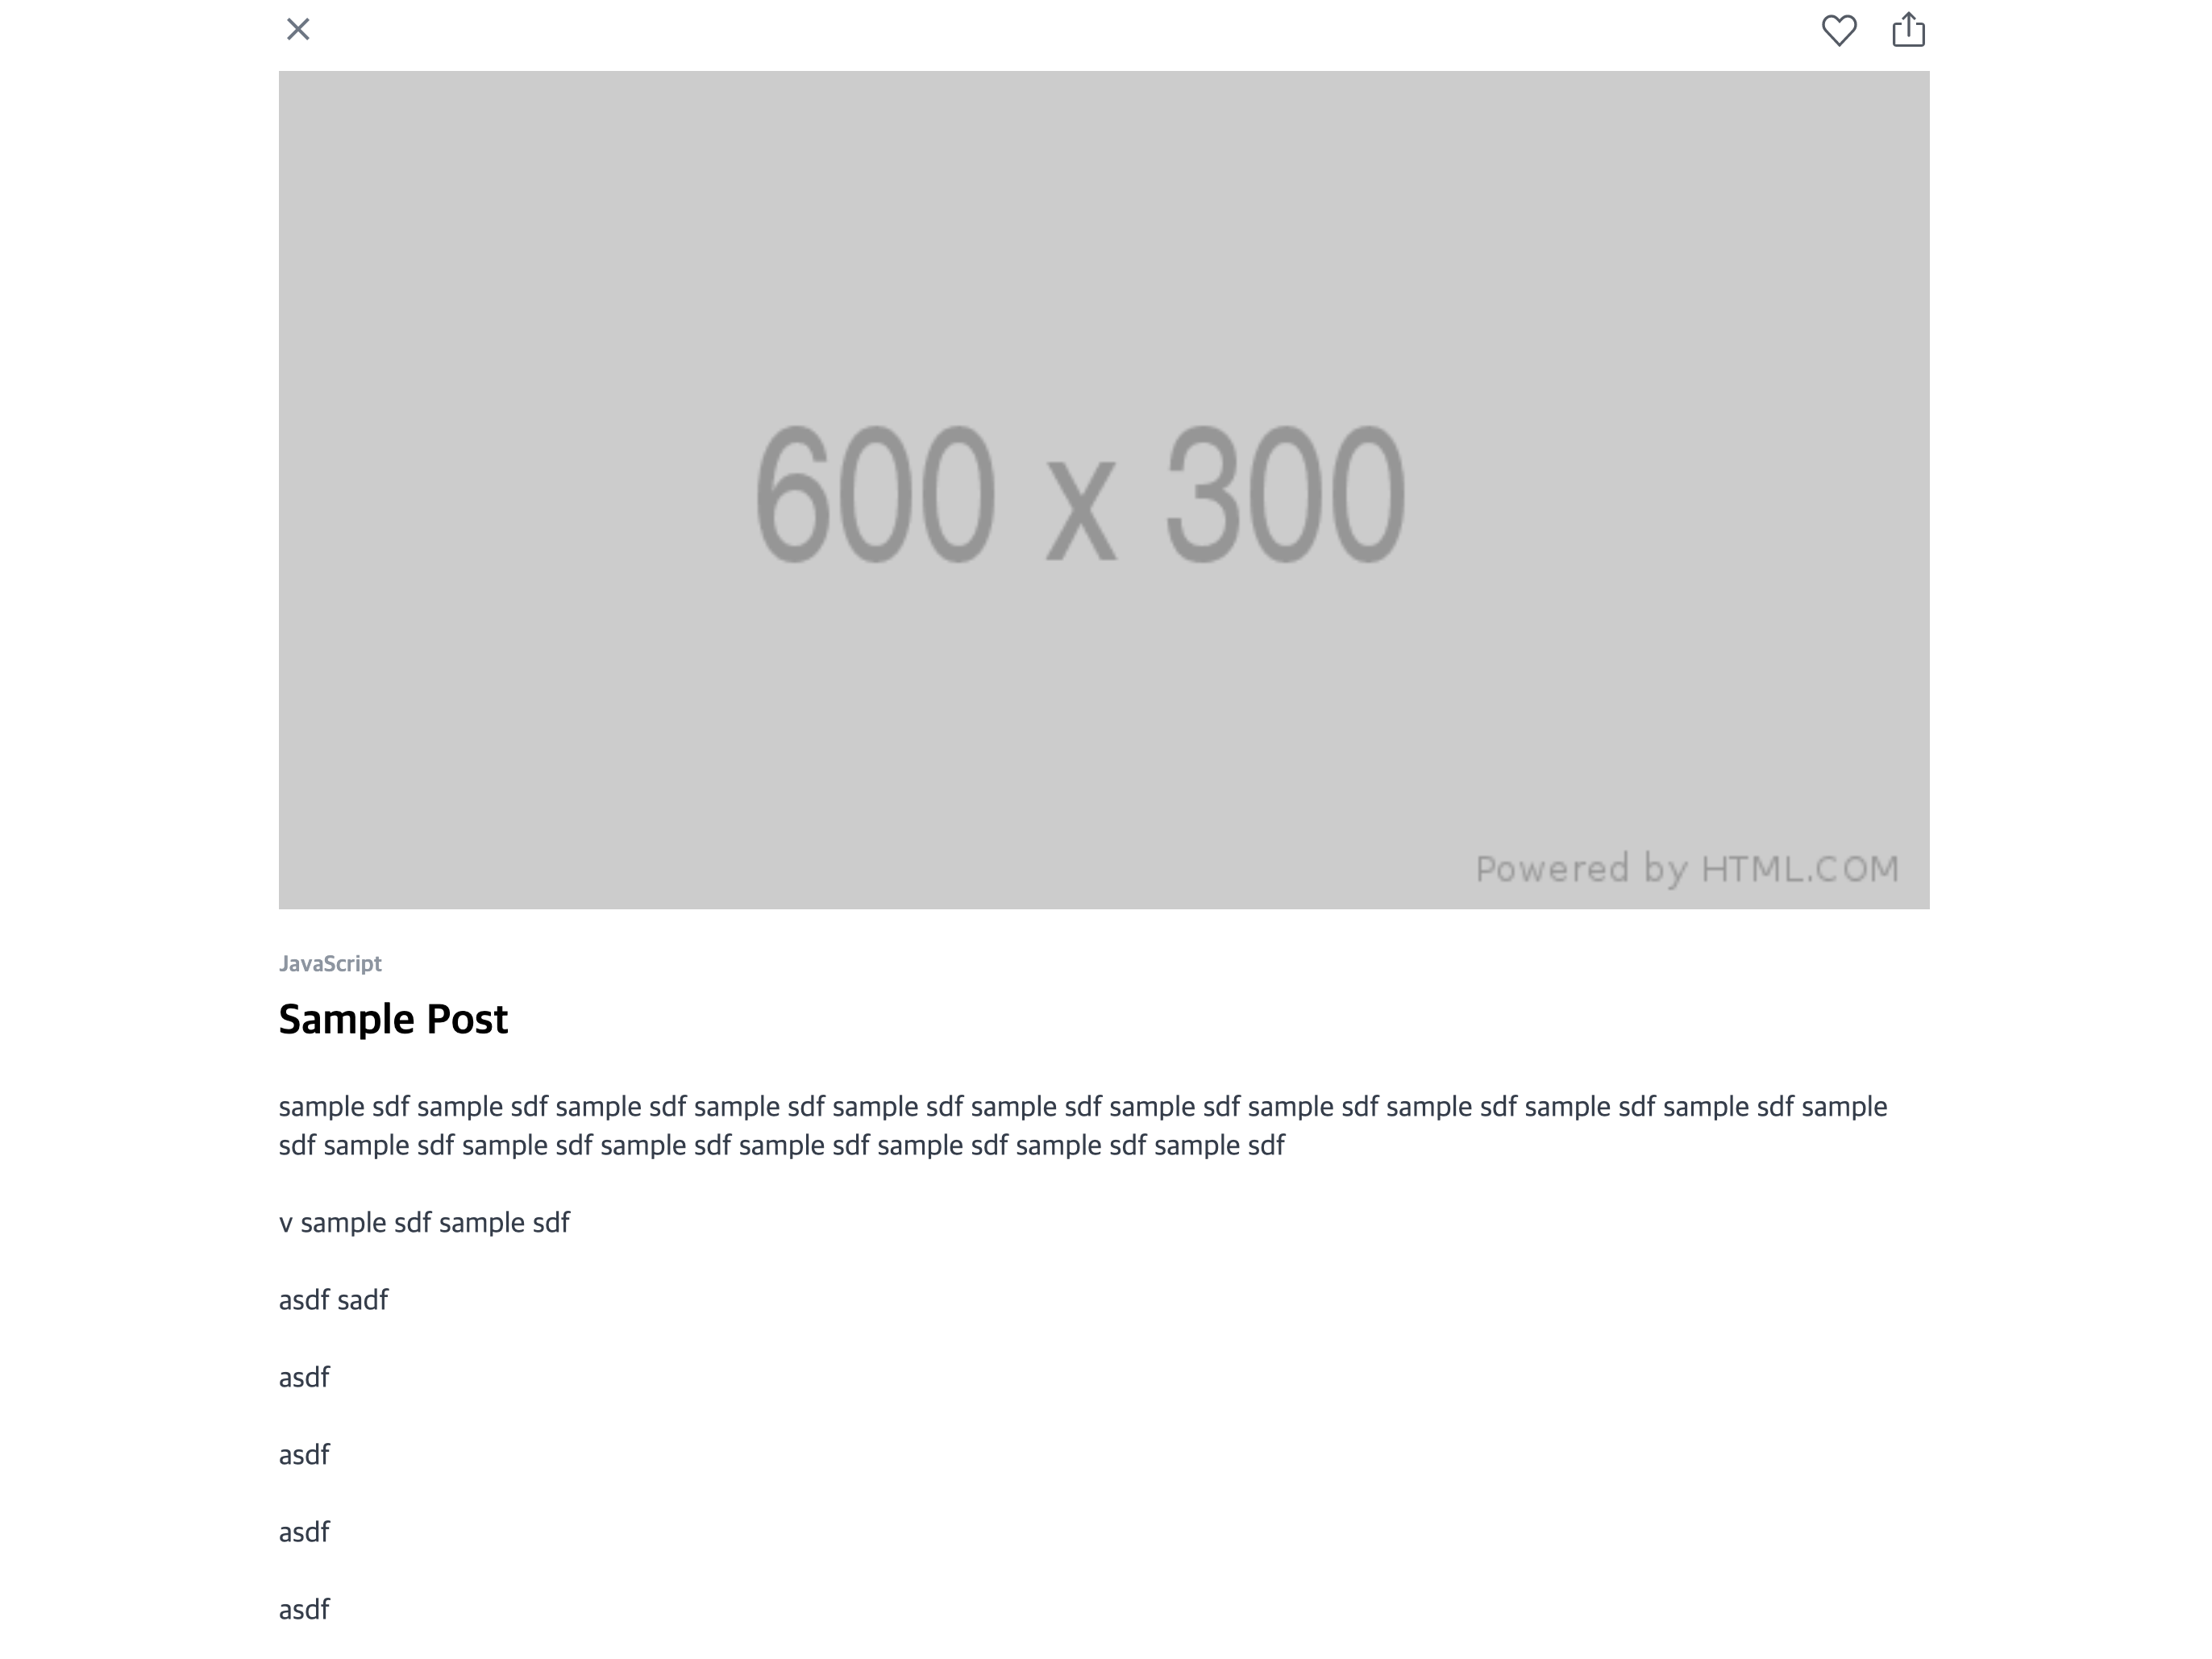 600 x 300
Powered by HTML.COM
JavaScript
Sample Post
sample sdf sample sdf sample sdf sample sdf sample sdf sample sdf sample sdf sample sdf sample sdf sample sdf sample sdf sample
sdf sample sdf sample sdf sample sdf sample sdf sample sdf sample sdf sample sdf
v sample sdf sample sdf
asdf sadf
asdf
asdf
asdf
asdf